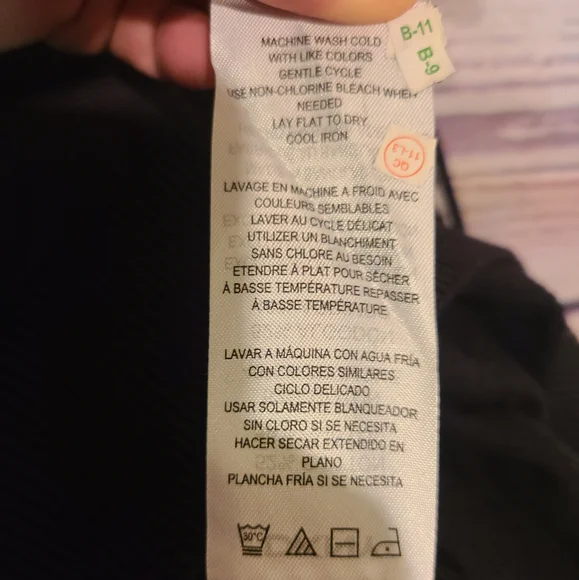 MACHINE WASH COLD
WITH LIKE COLORS
GENTLE CYCLE
USE NON-CHLORINE BLEACH WHEN
NEEDED
LAY FLAT TO DRY
COOL IRON
B-11
B-9
QC
11-L3
LAVAGE EN MACHINE A FROID AVEC
COULEURS SEMBLABLES
LAVER AU CYCLE DÉLICAT
UTILIZER UN BLANCHIMENT
SANS CHLORE AU BESOIN
ETENDRE À PLAT POUR SÉCHER
À BASSE TEMPÉRATURE REPASSER
À BASSE TEMPÉRATURE
LAVAR A MÁQUINA CON AGUA FRÍA
CON COLORES SIMILARES
CICLO DELICADO
USAR SOLAMENTE BLANQUEADOR
SIN CLORO SI SE NECESITA
HACER SECAR EXTENDIDO EN
PLANO
PLANCHA FRÍA SI SE NECESITA
30°C